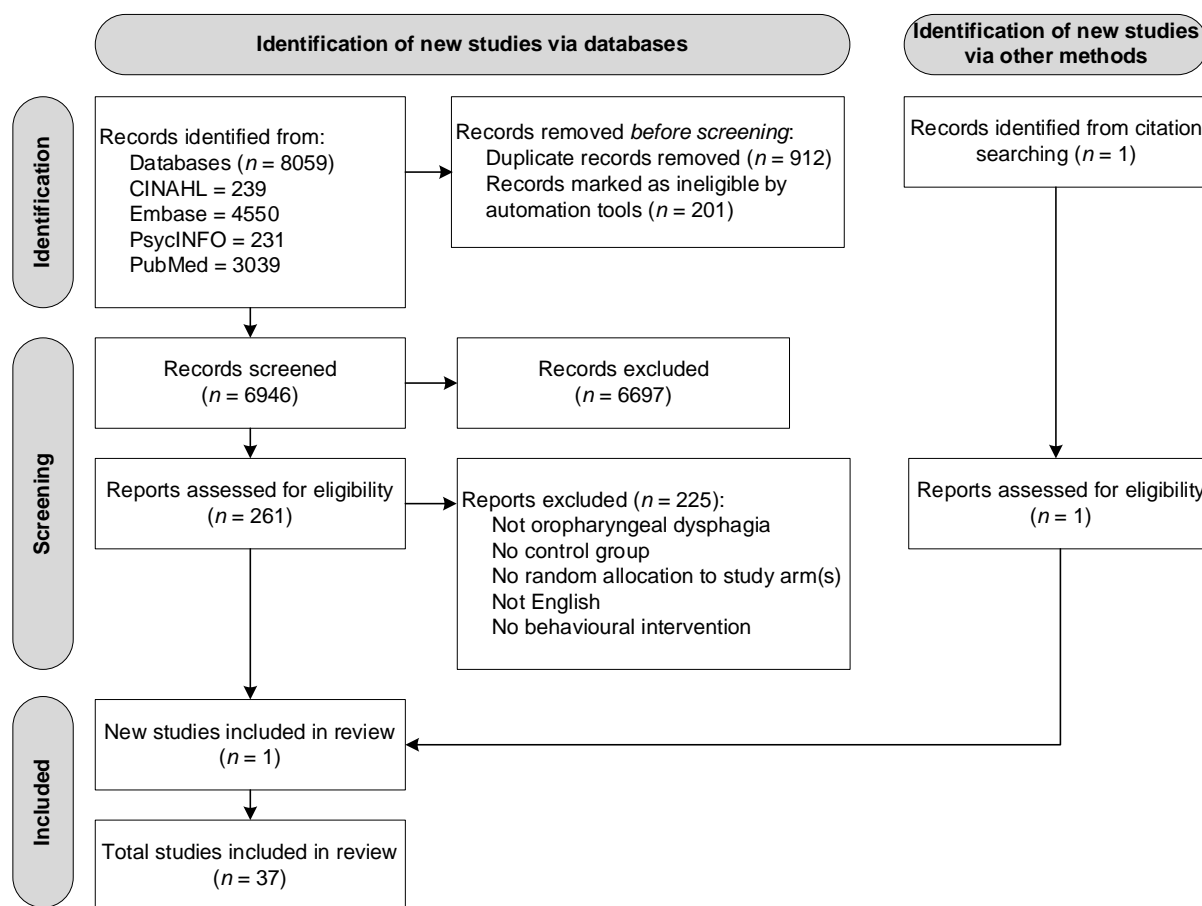 Identification of new studies via databases
Identification of new studies
via other methods
Identification
Records identified from:
Databases (n = 8059)
CINAHL = 239
Embase = 4550
PsycINFO = 231
PubMed = 3039
Records removed before screening:
Duplicate records removed (n = 912)
Records marked as ineligible by
automation tools (n = 201)
Records identified from citation
searching (n = 1)
Screening
Records screened
(n = 6946)
Records excluded
(n = 6697)
Reports assessed for eligibility
(n = 261)
Reports excluded (n = 225):
Not oropharyngeal dysphagia
No control group
No random allocation to study arm(s)
Not English
No behavioural intervention
Reports assessed for eligibility
(n = 1)
Included
New studies included in review
(n = 1)
Total studies included in review
(n = 37)